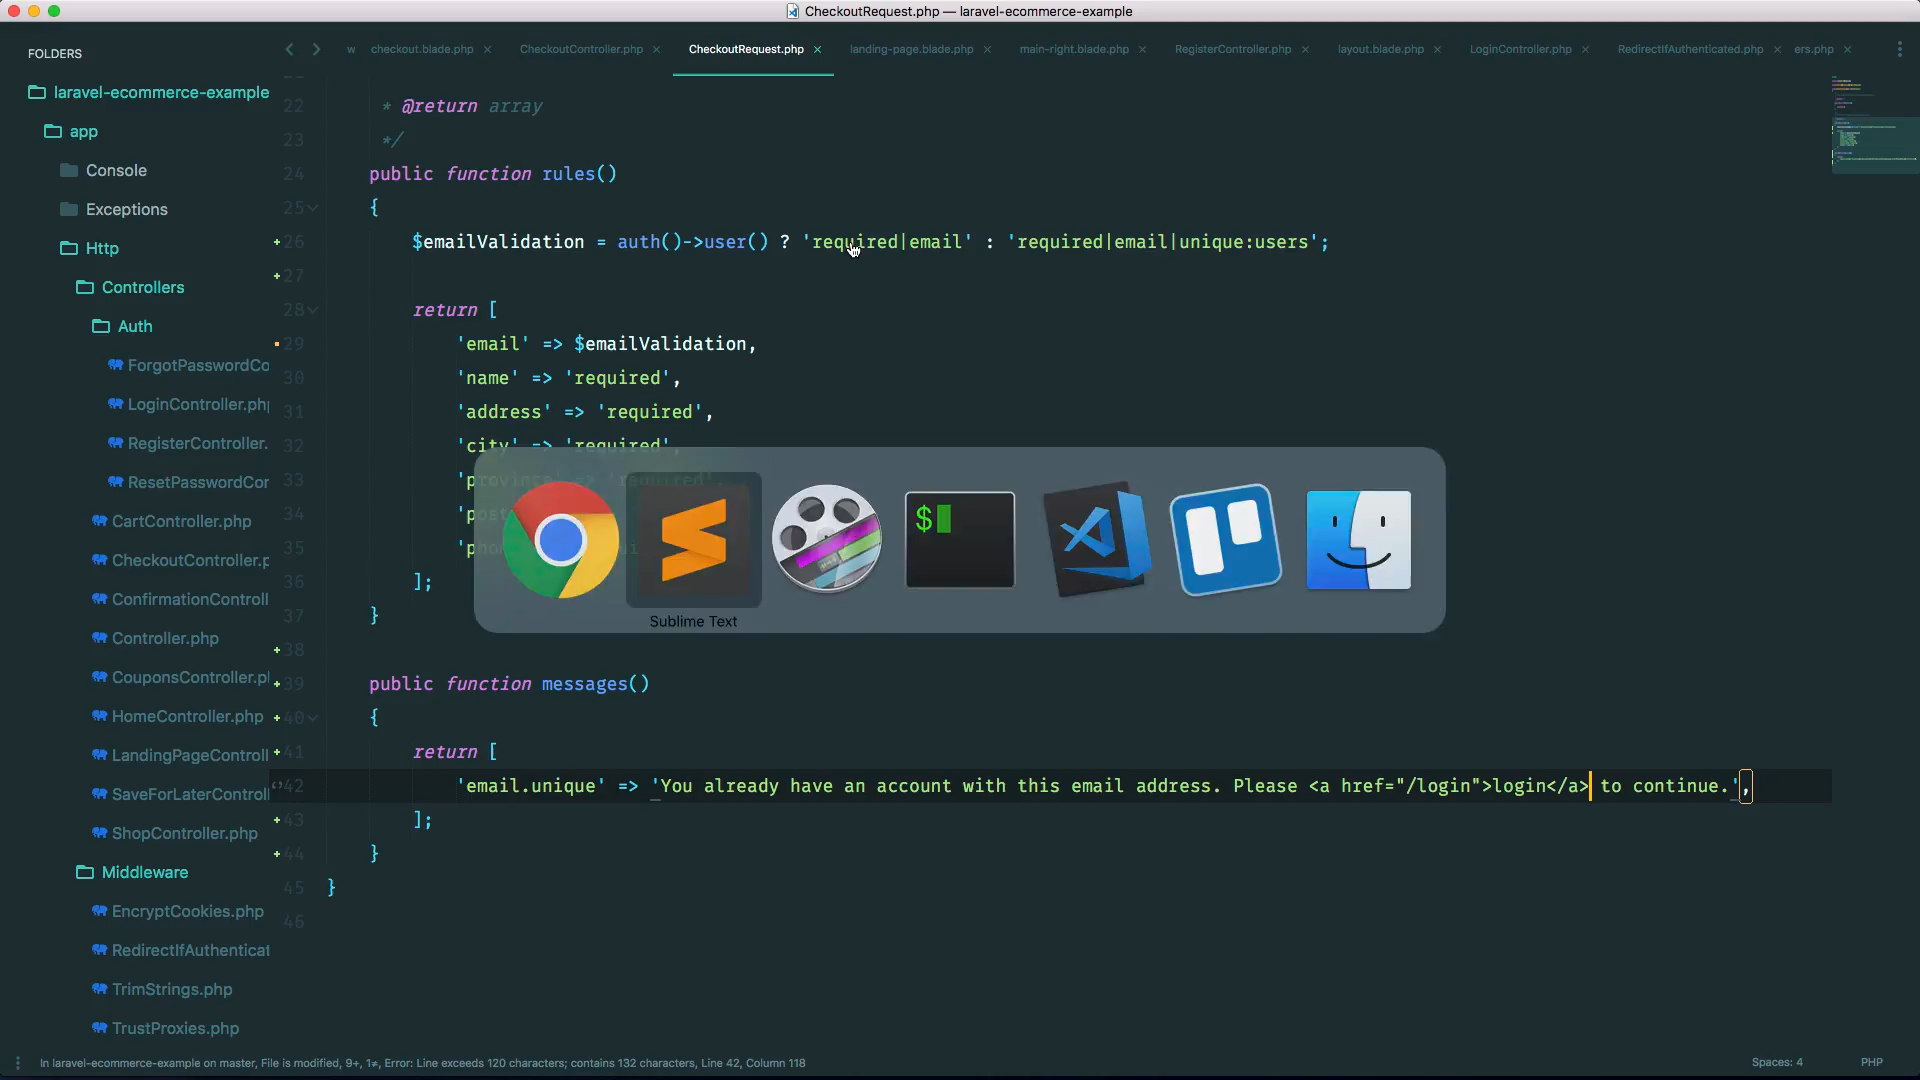 CheckoutRequest.php — laravel-ecommerce-example
FOLDERS
w checkout.blade.php × CheckoutController.php × CheckoutRequest.php × landing-page.blade.php × main-right.blade.php × RegisterController.php × layout.blade.php × LoginController.php × RedirectIfAuthenticated.php × ers.php ×
laravel-ecommerce-example
app
Console
Exceptions
Http
Controllers
Auth
ForgotPasswordCo
LoginController.php
RegisterController.
ResetPasswordCor
CartController.php
CheckoutController.p
ConfirmationControll
Controller.php
CouponsController.pl
HomeController.php
LandingPageControll
SaveForLaterControl
ShopController.php
Middleware
EncryptCookies.php
RedirectIfAuthenticat
TrimStrings.php
TrustProxies.php
22 * @return array
23 */
24 public function rules()
25 {
26 $emailValidation = auth()->user() ? 'required|email' : 'required|email|unique:users';
27
28 return [
29 'email' => $emailValidation,
30 'name' => 'required',
31 'address' => 'required',
32 'city' => 'required',
33
34
35
36 ];
37 }
38
39 public function messages()
40 {
41 return [
42 'email.unique' => 'You already have an account with this email address. Please <a href="/login">login</a> to continue.',
43 ];
44 }
45 }
46
$
Sublime Text
In laravel-ecommerce-example on master, File is modified, 9+, 1≠, Error: Line exceeds 120 characters; contains 132 characters, Line 42, Column 118
Spaces: 4 PHP